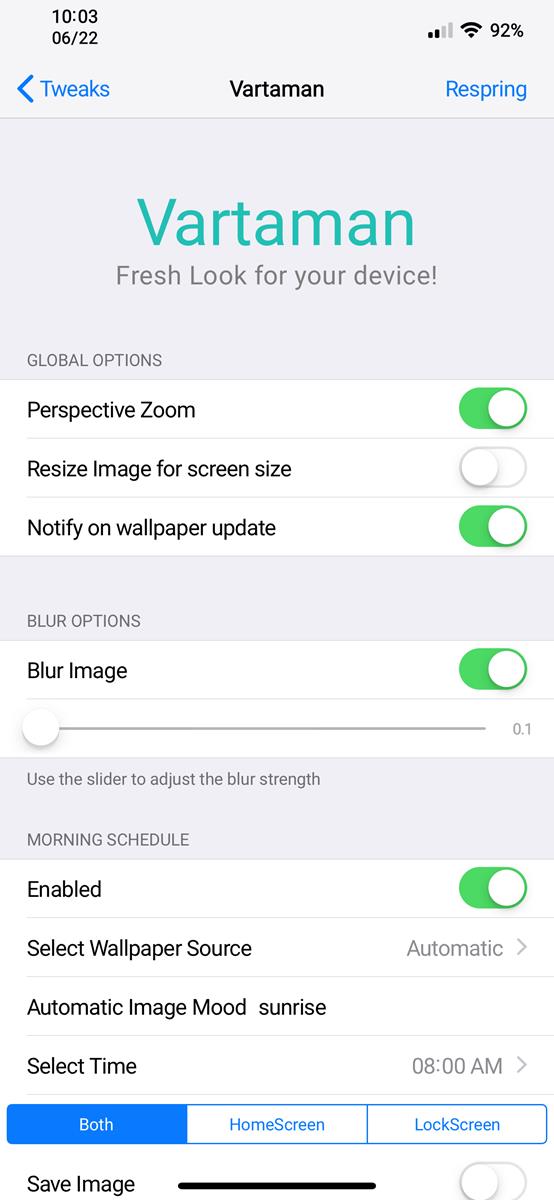 10:03
06/22
92%
Tweaks Vartaman Respring
Vartaman
Fresh Look for your device!
GLOBAL OPTIONS
Perspective Zoom
Resize Image for screen size
Notify on wallpaper update
BLUR OPTIONS
Blur Image
0.1
Use the slider to adjust the blur strength
MORNING SCHEDULE
Enabled
Select Wallpaper Source Automatic
Automatic Image Mood sunrise
Select Time 08:00 AM
Both HomeScreen LockScreen
Save Image